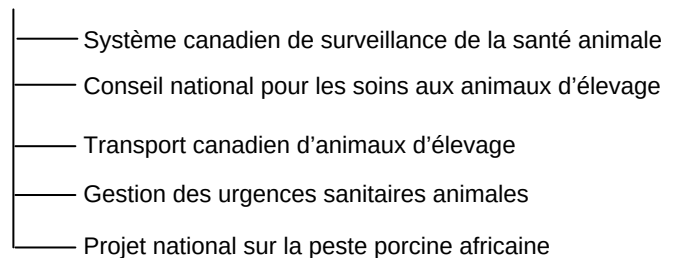 Système canadien de surveillance de la santé animale
Conseil national pour les soins aux animaux d’élevage
Transport canadien d’animaux d’élevage
Gestion des urgences sanitaires animales
Projet national sur la peste porcine africaine